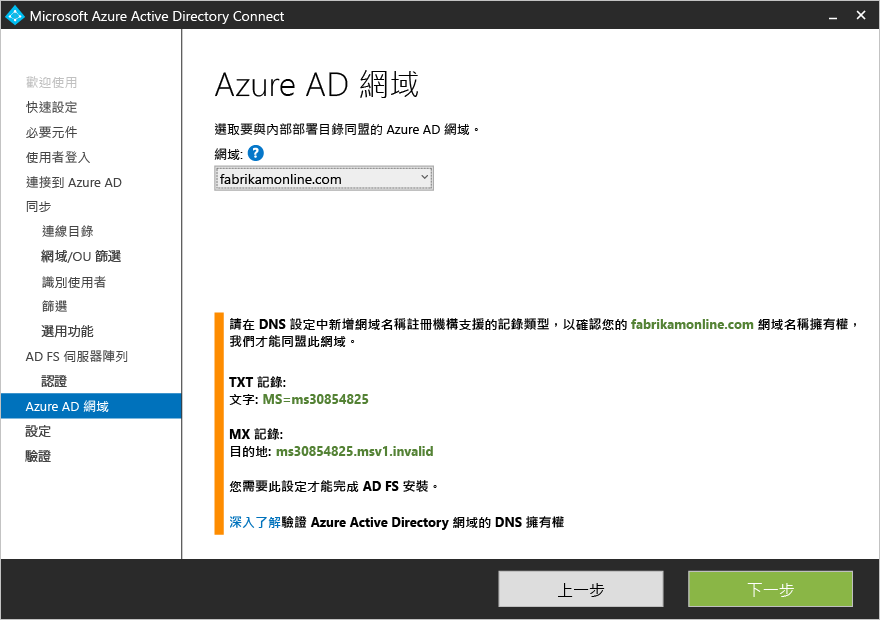 Microsoft Azure Active Directory Connect
歡迎使用
快速設定
必要元件
使用者登入
連接到 Azure AD
同步
連線目錄
網域/OU 篩選
識別使用者
篩選
選用功能
AD FS 伺服器陣列
認證
Azure AD 網域
設定
驗證
Azure AD 網域
選取要與內部部署目錄同盟的 Azure AD 網域。
網域: ?
fabrikamonline.com
請在 DNS 設定中新增網域名稱註冊機構支援的記錄類型，以確認您的 fabrikamonline.com 網域名稱擁有權，
我們才能同盟此網域。
TXT 記錄:
文字: MS=ms30854825
MX 記錄:
目的地: ms30854825.msv1.invalid
您需要此設定才能完成 AD FS 安裝。
深入了解驗證 Azure Active Directory 網域的 DNS 擁有權
上一步
下一步